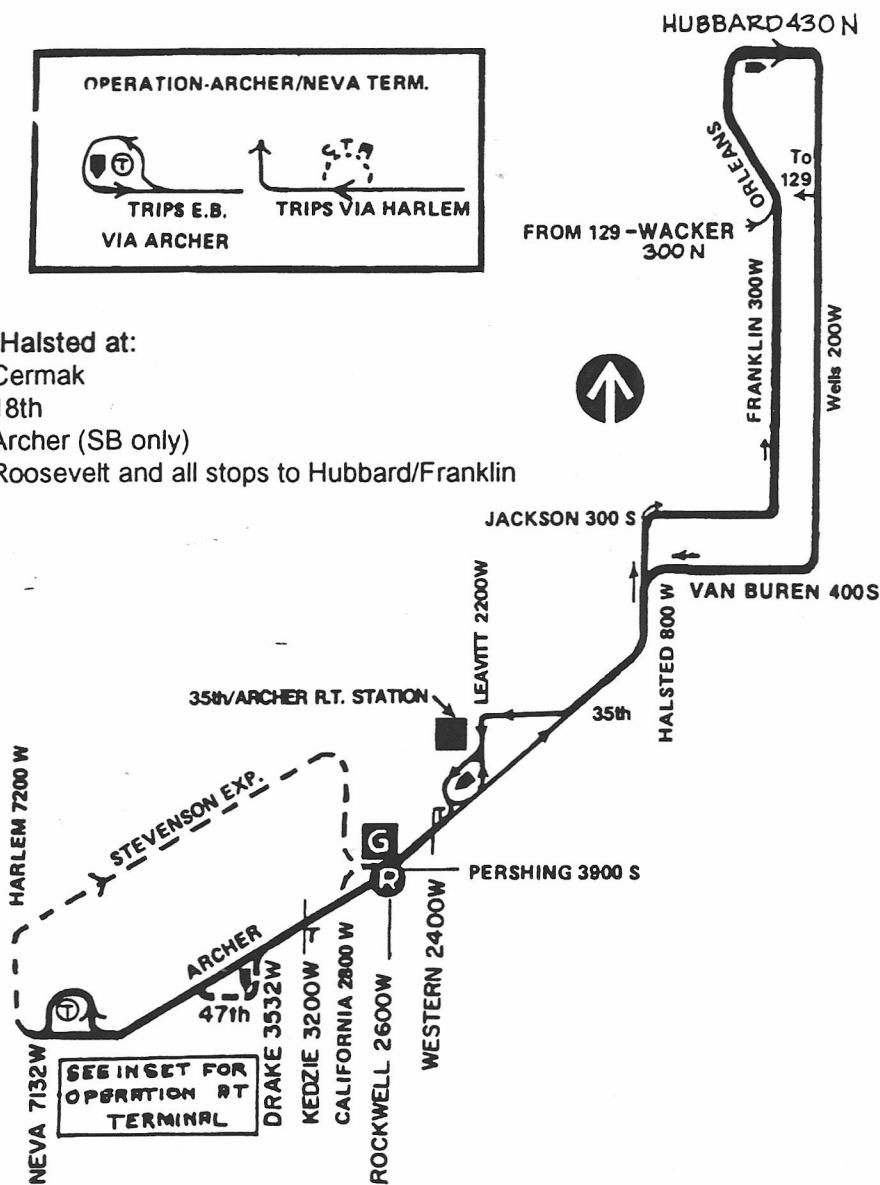 HUBBARD 430 N
OPERATION-ARCHER/NEVA TERM.
T
TRIPS E.B.
VIA ARCHER
TRIPS VIA HARLEM
ORLEANS
To
129
FROM 129 - WACKER
300 N
FRANKLIN 300W
Wells 200W
Halsted at:
Cermak
18th
Archer (SB only)
Roosevelt and all stops to Hubbard/Franklin
JACKSON 300 S
VAN BUREN 400S
HALSTED 800 W
LEAVITT 2200W
35th/ARCHER R.T. STATION
35th
HARLEM 7200 W
STEVENSON EXP.
G
R
T
PERSHING 3900 S
ARCHER
T
T
47th
NEVA 7132W
SEE INSET FOR
OPERATION AT
TERMINAL
DRAKE 3532W
KEDZIE 3200W
CALIFORNIA 2800 W
ROCKWELL 2600W
WESTERN 2400W